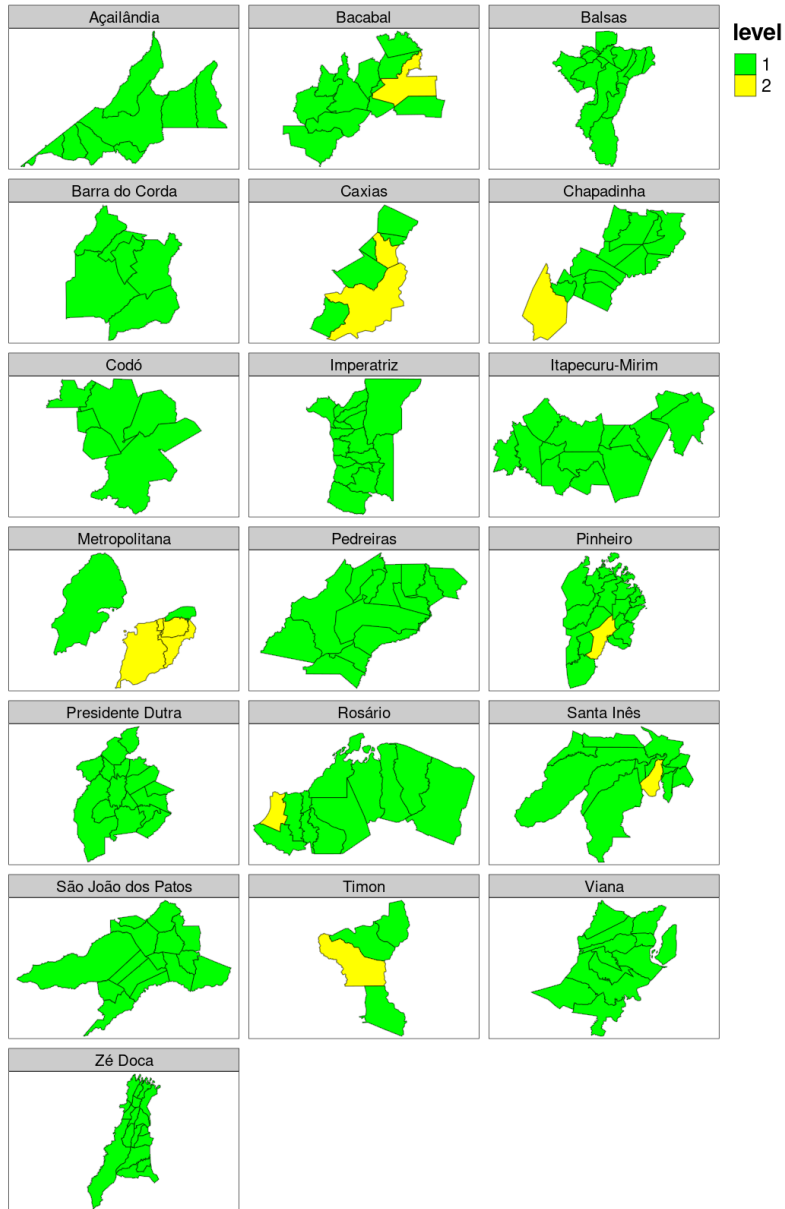 Açailândia
Bacabal
Balsas
level
1
2
Barra do Corda
Caxias
Chapadinha
Codó
Imperatriz
Itapecuru-Mirim
Metropolitana
Pedreiras
Pinheiro
Presidente Dutra
Rosário
Santa Inês
São João dos Patos
Timon
Viana
Zé Doca